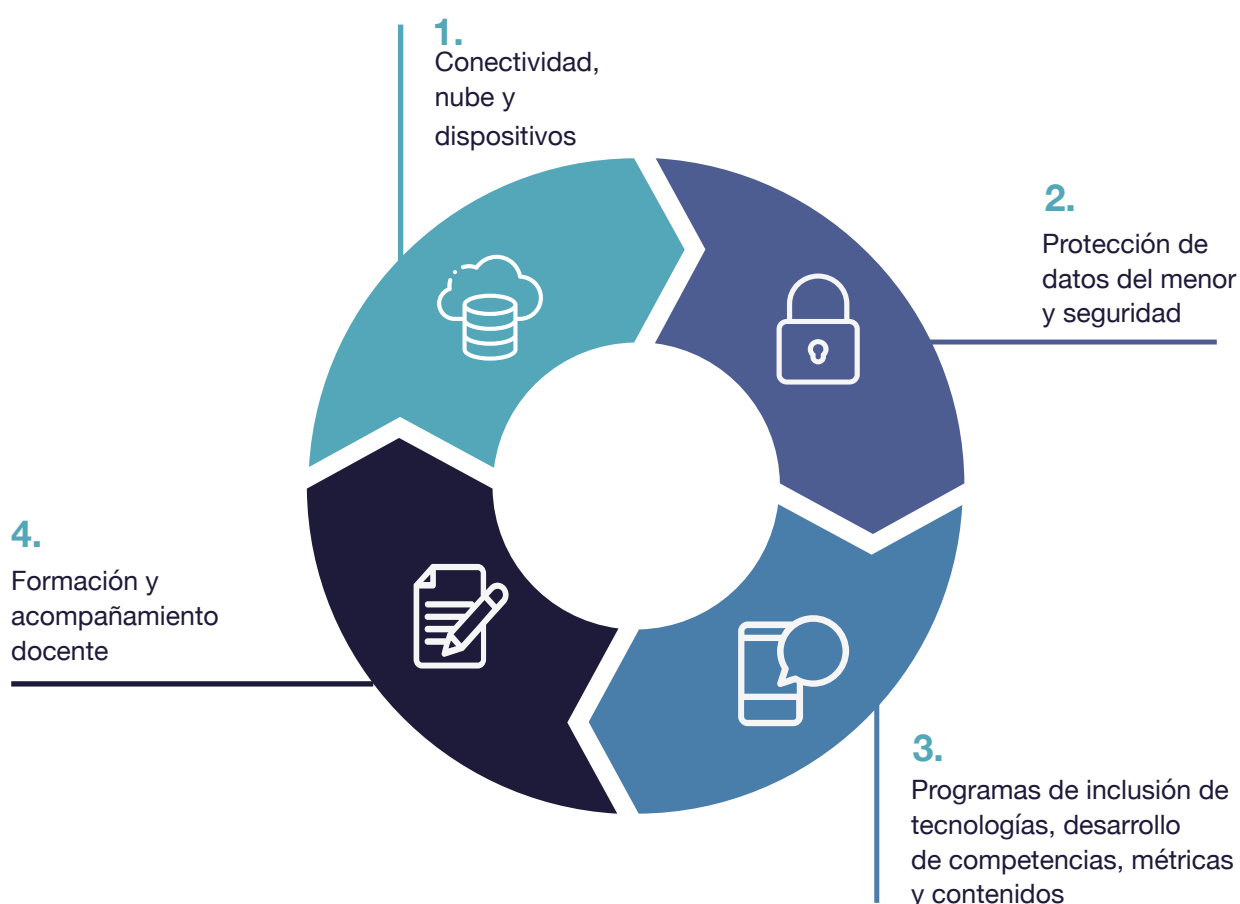 1.
Conectividad,
nube y
dispositivos
2.
Protección de
datos del menor
y seguridad
3.
Programas de inclusión de
tecnologías, desarrollo
de competencias, métricas
y contenidos
4.
Formación y
acompañamiento
docente